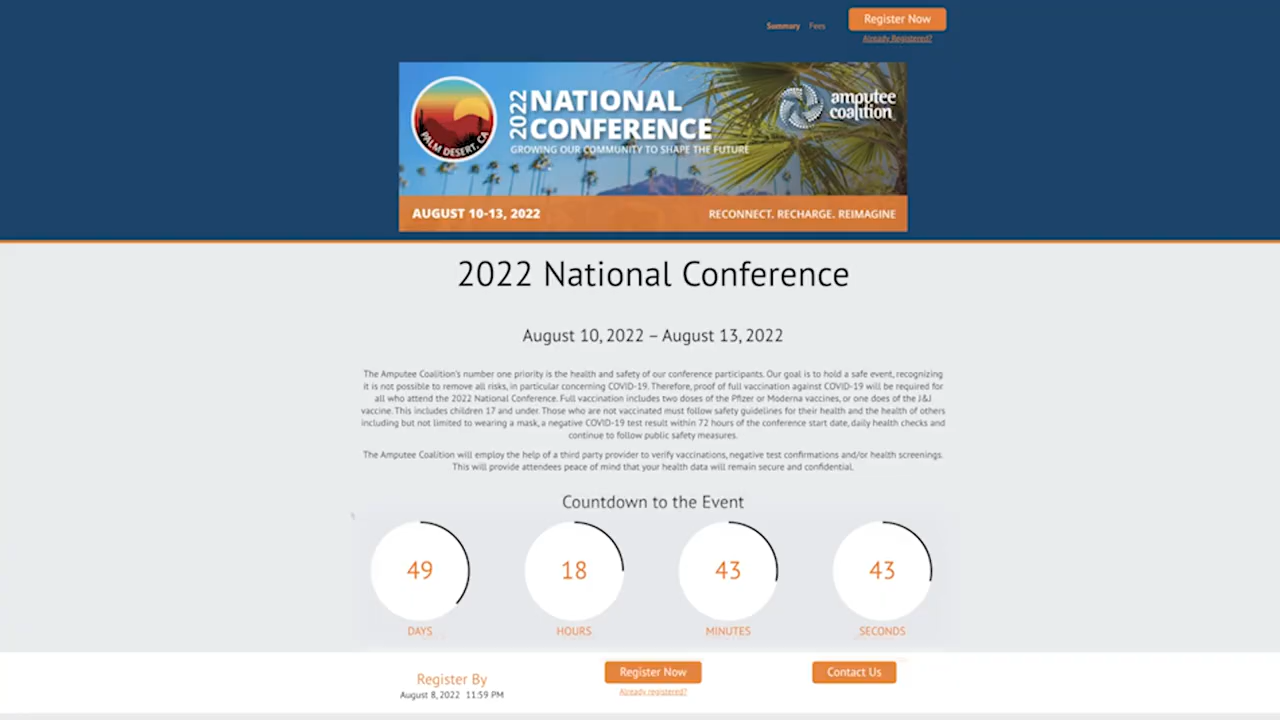 Summary Fees Register Now
Already Registered?
PALM DESERT, CA
2022 NATIONAL
CONFERENCE
GROWING OUR COMMUNITY TO SHAPE THE FUTURE
amputee
coalition
AUGUST 10-13, 2022 RECONNECT. RECHARGE. REIMAGINE
2022 National Conference
August 10, 2022 – August 13, 2022
The Amputee Coalition's number one priority is the health and safety of our conference participants. Our goal is to hold a safe event, recognizing
it is not possible to remove all risks, in particular concerning COVID-19. Therefore, proof of full vaccination against COVID-19 will be required for
all who attend the 2022 National Conference. Full vaccination includes two doses of the Pfizer or Moderna vaccines, or one does of the J&J
vaccine. This includes children 17 and under. Those who are not vaccinated must follow safety guidelines for their health and the health of others
including but not limited to wearing a mask, a negative COVID-19 test result within 72 hours of the conference start date, daily health checks and
continue to follow public safety measures.
The Amputee Coalition will employ the help of a third party provider to verify vaccinations, negative test confirmations and/or health screenings.
This will provide attendees peace of mind that your health data will remain secure and confidential.
Countdown to the Event
49 18 43 43
DAYS HOURS MINUTES SECONDS
Register By Register Now Contact Us
August 8, 2022 11:59 PM Already registered?